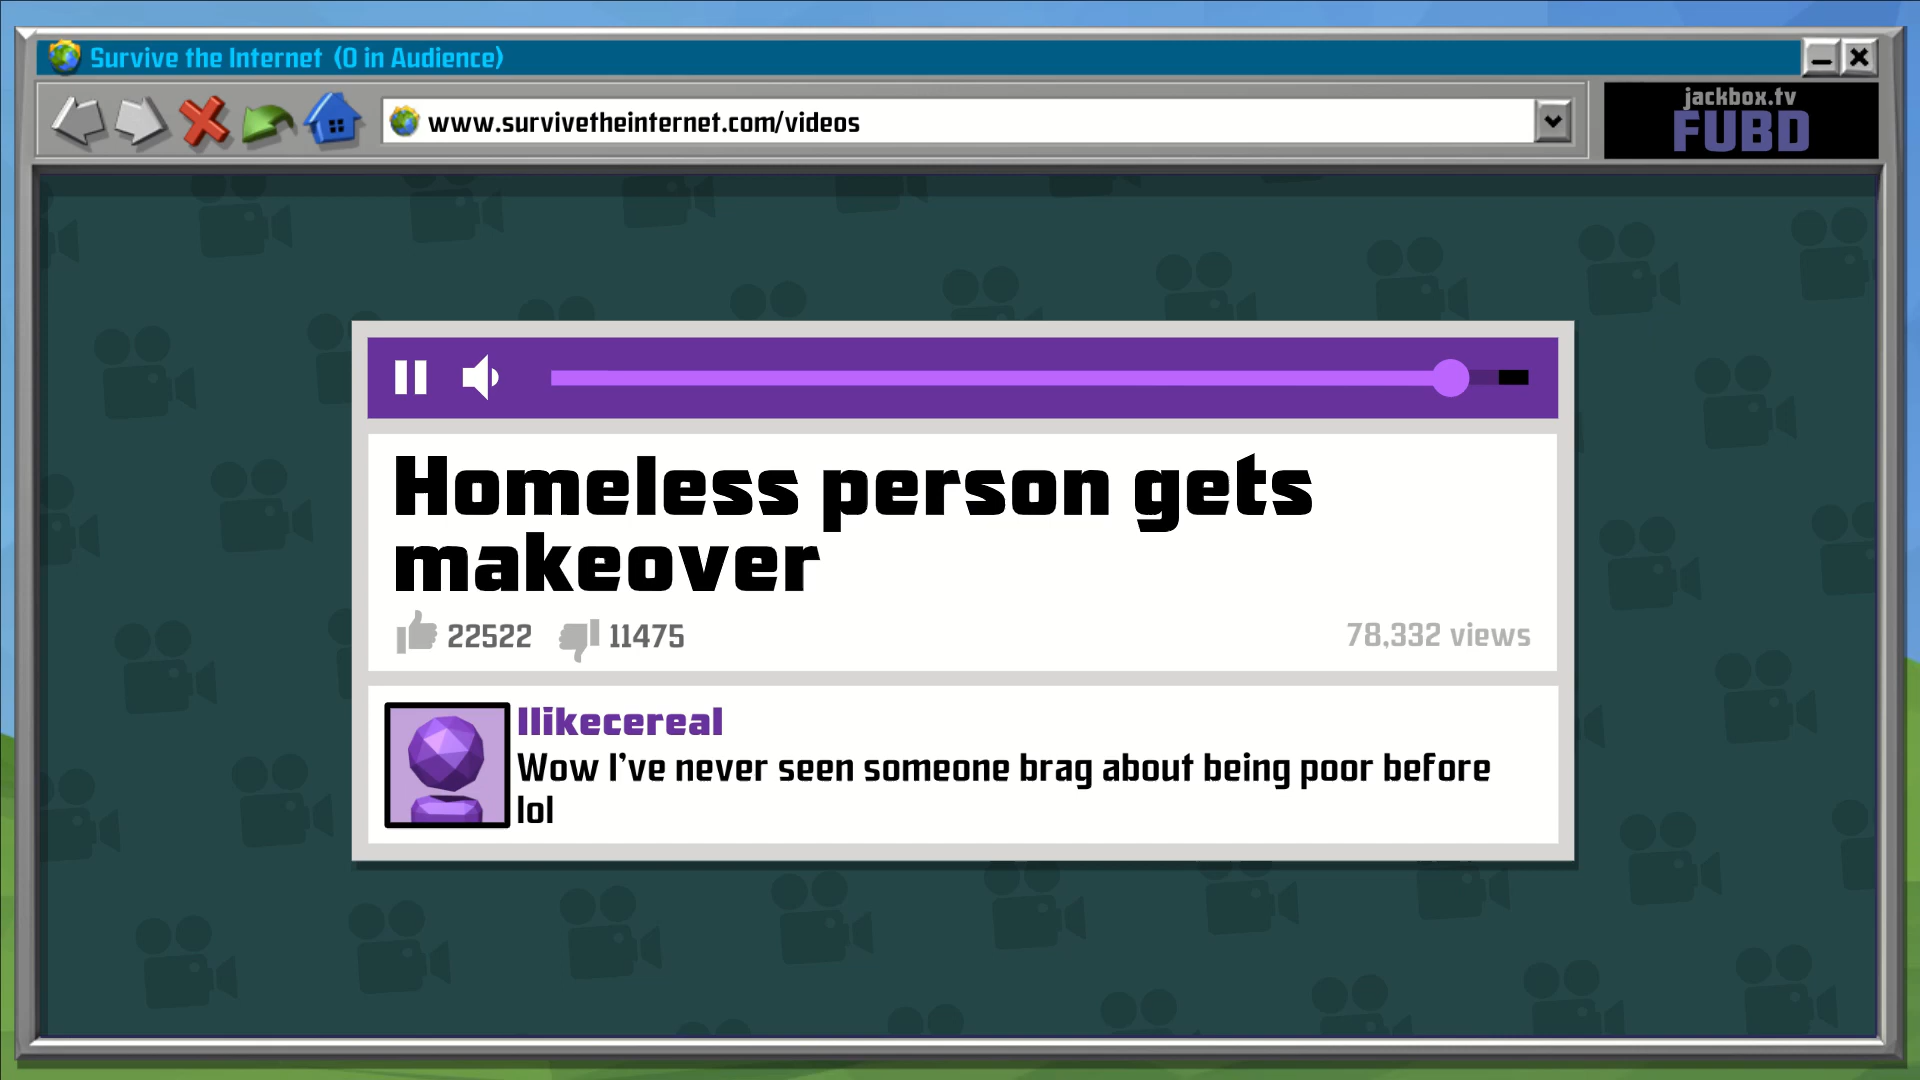 Survive the Internet (0 in Audience)
www.survivetheinternet.com/videos
jackbox.tv
FUBD
Homeless person gets
makeover
22522 11475 78,332 views
Ilikecereal
Wow I've never seen someone brag about being poor before
lol